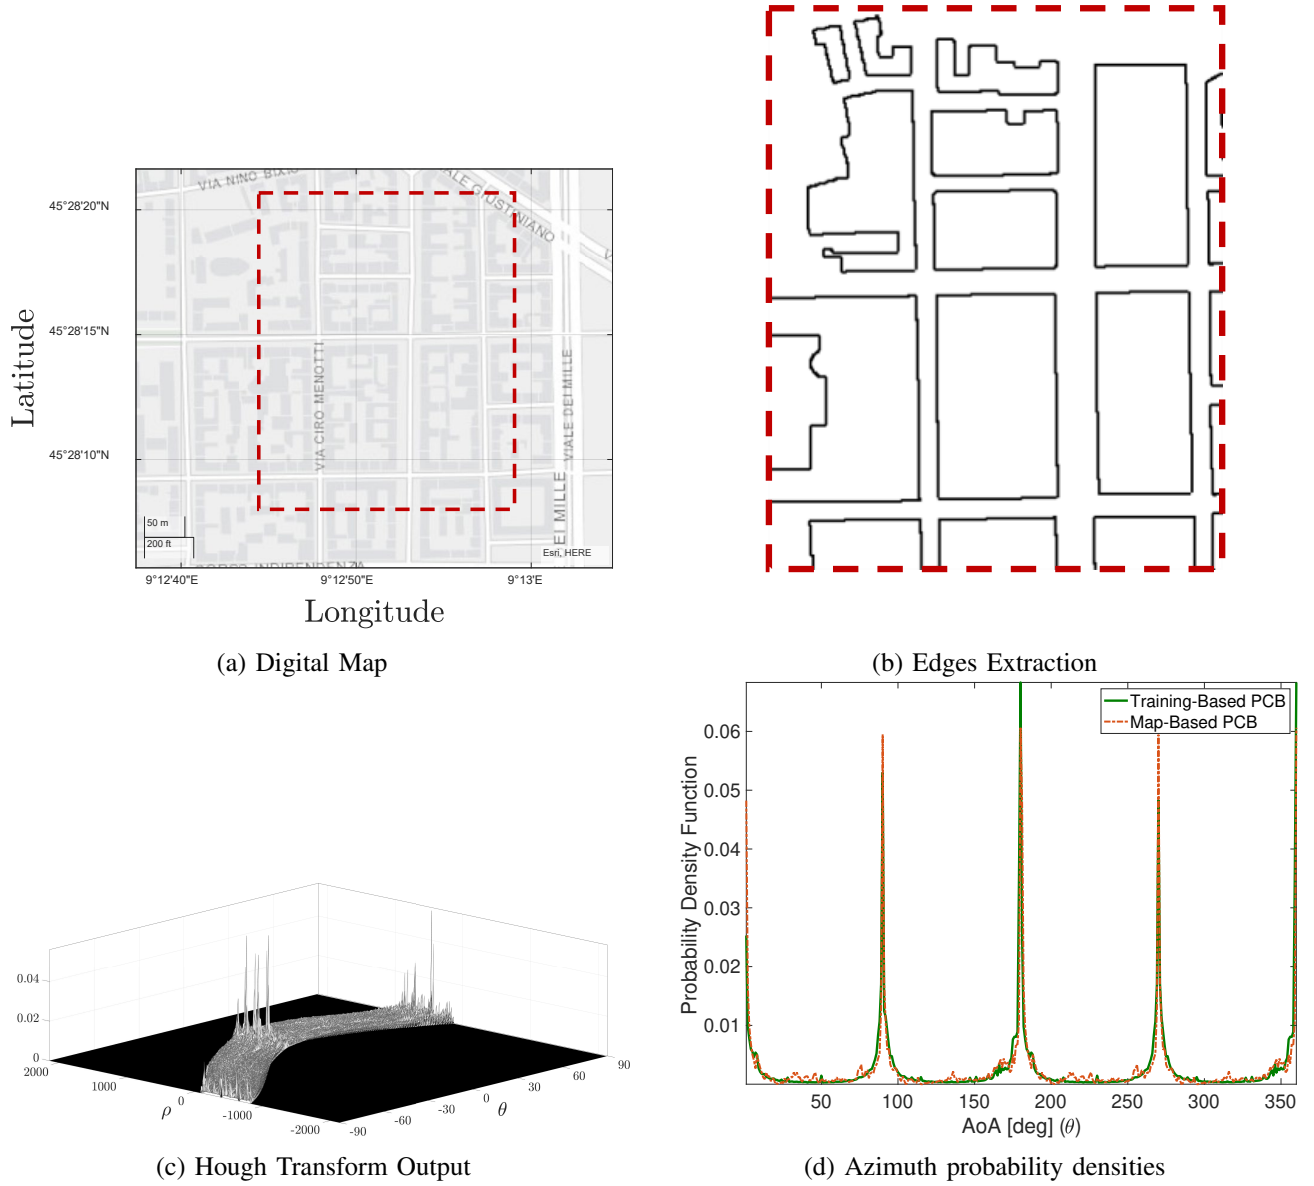 VIA NINO BIXIO
ALE GIUSTINIANO
45°28'20"N
45°28'15"N
45°28'10"N
Latitude
VIA CIRO MENOTTI
VIALE DEI MILLE
EI MILLE
50 m
200 ft
Esri, HERE
9°12'40"E
9°12'50"E
9°13'E
Longitude
(a) Digital Map
(b) Edges Extraction
0.04
0.02
0
2000
1000
0
-1000
-2000
ρ
-90
-60
-30
0
30
60
90
θ
(c) Hough Transform Output
Training-Based PCB
Map-Based PCB
0.06
0.05
0.04
0.03
0.02
0.01
Probability Density Function
50
100
150
200
250
300
350
AoA [deg] (θ)
(d) Azimuth probability densities